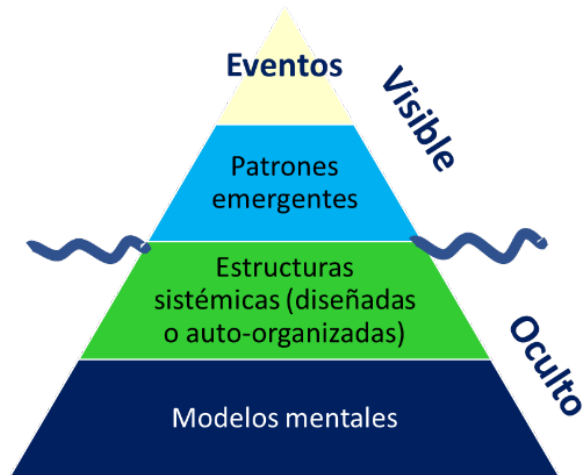 Eventos
Visible
Patrones
emergentes
Estructuras
sistémicas (diseñadas
o auto-organizadas)
Oculto
Modelos mentales